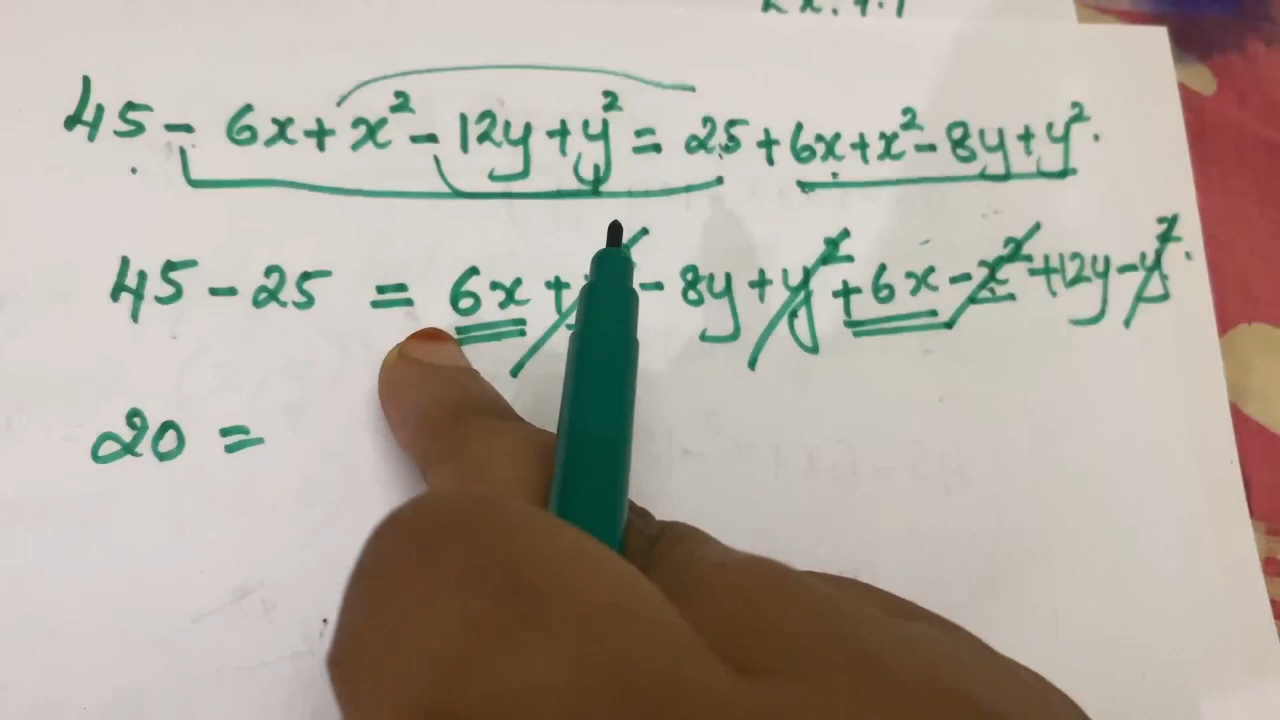 45 - 6x + x² - 12y + y² = 25 + 6x + x² - 8y + y².
45 - 25 = 6x + - 8y + y² + 6x - x² + 12y - y².
20 =